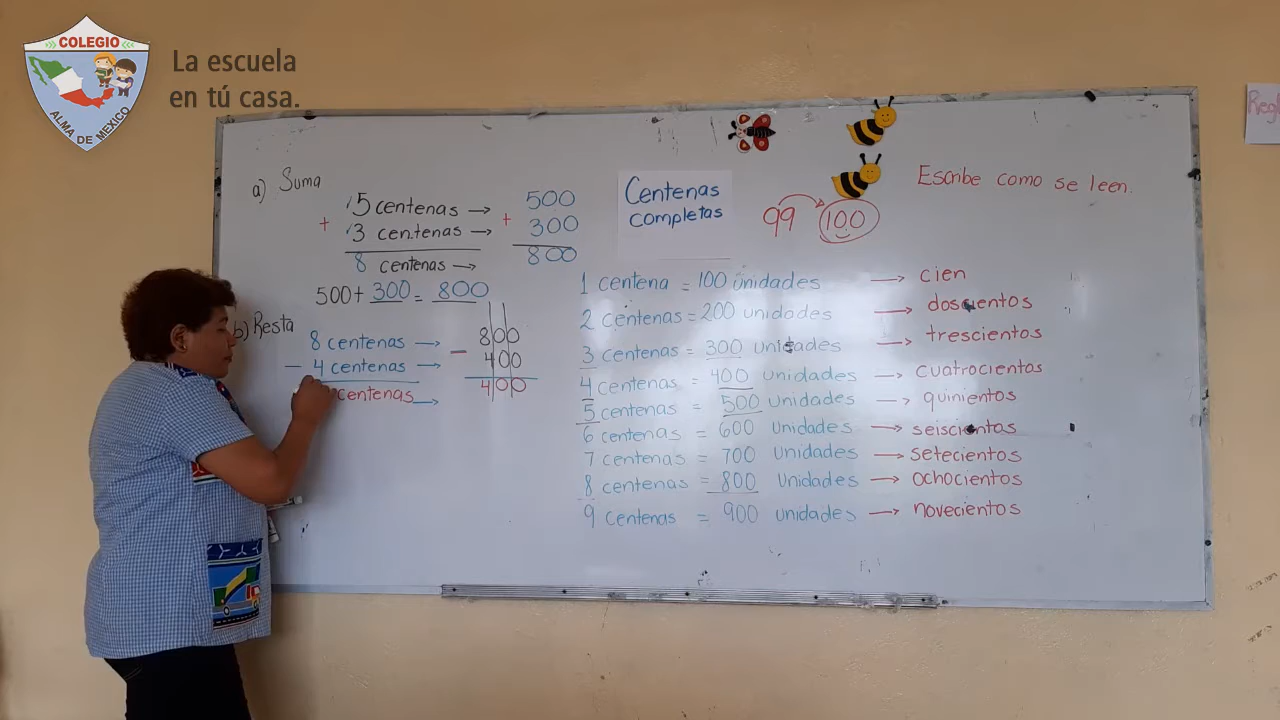 COLEGIO
ALMA DE MEXICO
La escuela
en tú casa.
a) Suma
+ 5 centenas → + 500
3 centenas → 300
8 centenas → 800
500 + 300 = 800
b) Resta
8 centenas → 800
− 4 centenas → − 400
centenas → 400
Centenas
completas
99 100
Escribe como se leen.
1 centena = 100 unidades → cien
2 centenas = 200 unidades → doscientos
3 centenas = 300 unidades → trescientos
4 centenas = 400 unidades → cuatrocientos
5 centenas = 500 unidades → quinientos
6 centenas = 600 unidades → seiscientos
7 centenas = 700 unidades → setecientos
8 centenas = 800 unidades → ochocientos
9 centenas = 900 unidades → novecientos